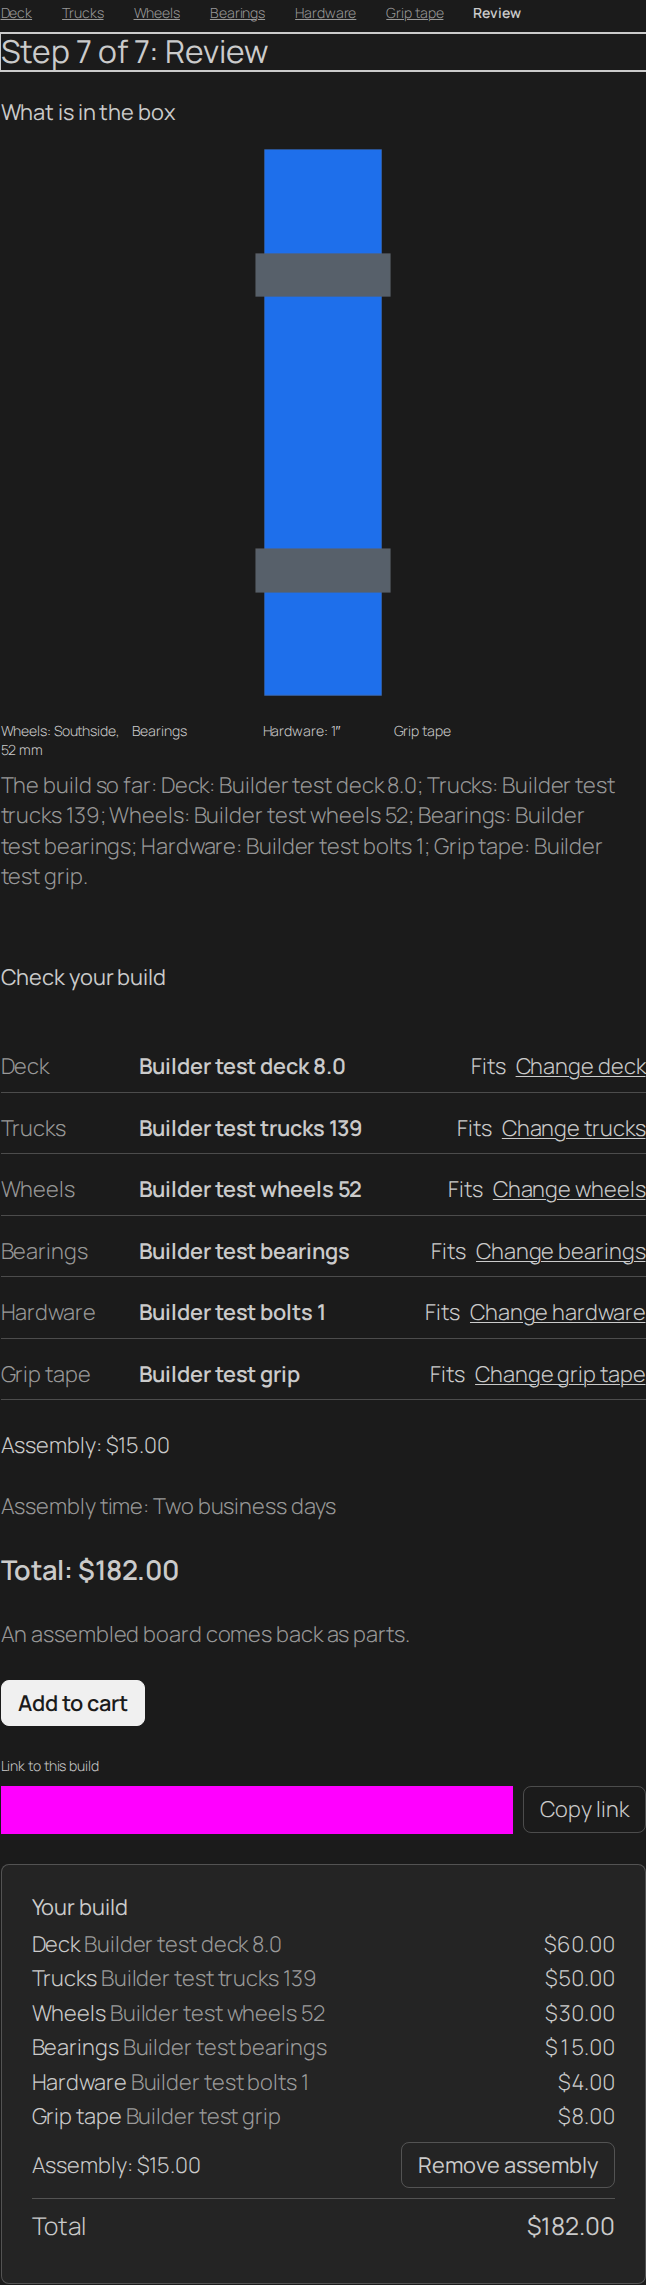 Deck Trucks Wheels Bearings Hardware Grip tape Review
Step 7 of 7: Review
What is in the box
Wheels: Southside, 52 mm
Bearings
Hardware: 1″
Grip tape
The build so far: Deck: Builder test deck 8.0; Trucks: Builder test
trucks 139; Wheels: Builder test wheels 52; Bearings: Builder
test bearings; Hardware: Builder test bolts 1; Grip tape: Builder
test grip.
Check your build
Deck Builder test deck 8.0 Fits Change deck
Trucks Builder test trucks 139 Fits Change trucks
Wheels Builder test wheels 52 Fits Change wheels
Bearings Builder test bearings Fits Change bearings
Hardware Builder test bolts 1 Fits Change hardware
Grip tape Builder test grip Fits Change grip tape
Assembly: $15.00
Assembly time: Two business days
Total: $182.00
An assembled board comes back as parts.
Add to cart
Link to this build
Copy link
Your build
Deck Builder test deck 8.0 $60.00
Trucks Builder test trucks 139 $50.00
Wheels Builder test wheels 52 $30.00
Bearings Builder test bearings $15.00
Hardware Builder test bolts 1 $4.00
Grip tape Builder test grip $8.00
Assembly: $15.00 Remove assembly
Total $182.00